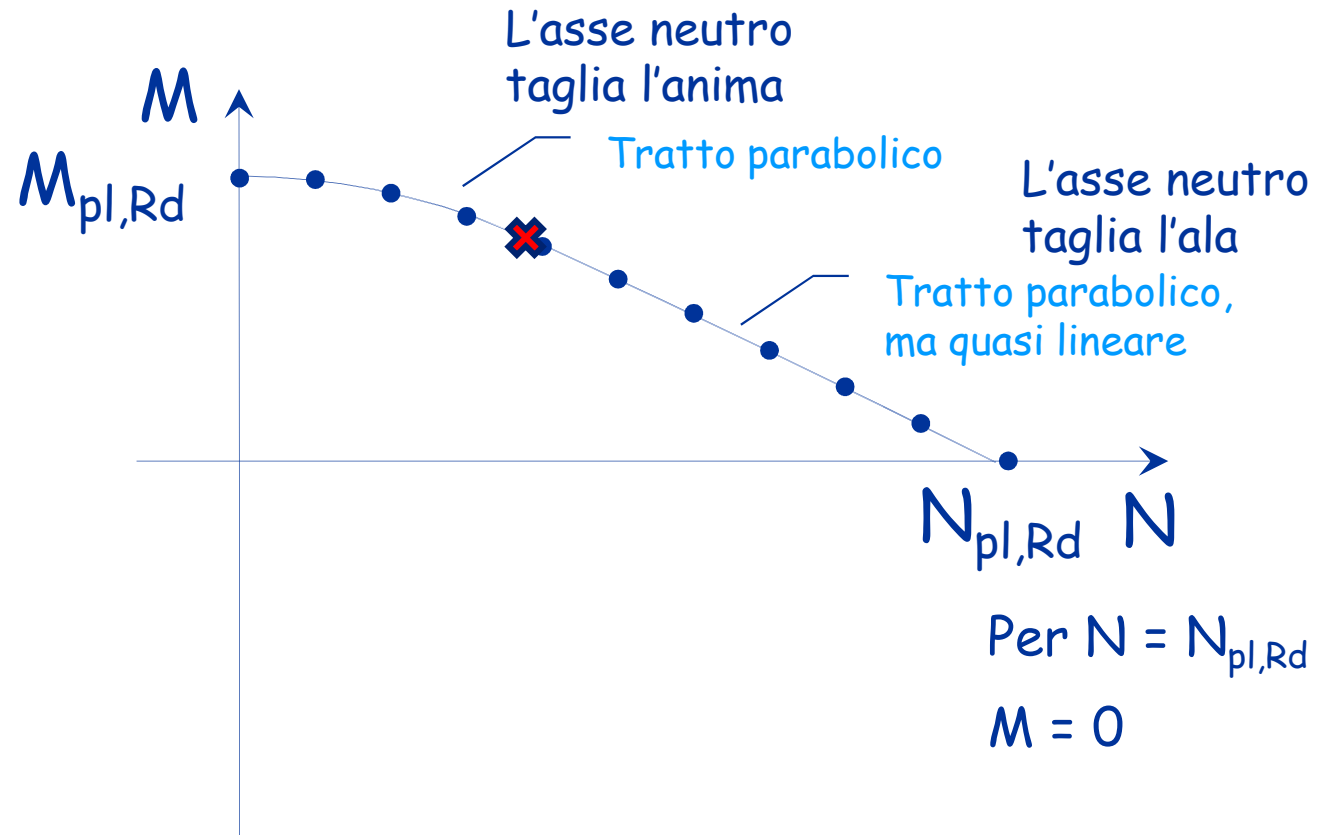 L'asse neutro
taglia l'anima
M
Tratto parabolico
M pl,Rd
L'asse neutro
taglia l'ala
Tratto parabolico,
ma quasi lineare
N pl,Rd N
Per N = N pl,Rd
M = 0